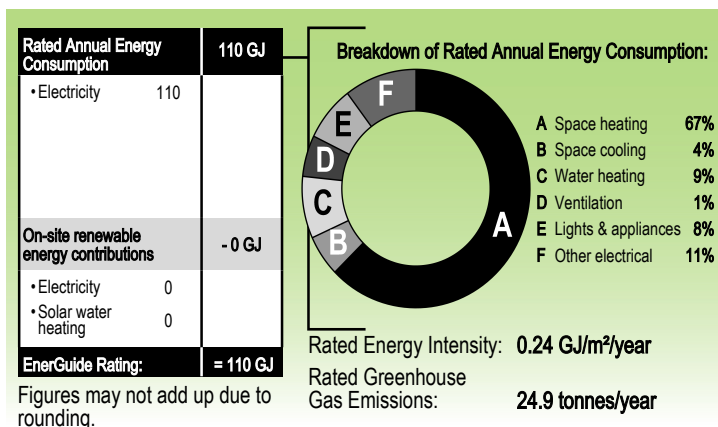 Rated Annual Energy
Consumption
110 GJ
• Electricity 110
On-site renewable
energy contributions
- 0 GJ
• Electricity 0
• Solar water
heating 0
EnerGuide Rating: = 110 GJ
Figures may not add up due to
rounding.
Breakdown of Rated Annual Energy Consumption:
F
E
D
C
B
A
A Space heating 67%
B Space cooling 4%
C Water heating 9%
D Ventilation 1%
E Lights & appliances 8%
F Other electrical 11%
Rated Energy Intensity: 0.24 GJ/m²/year
Rated Greenhouse
Gas Emissions: 24.9 tonnes/year